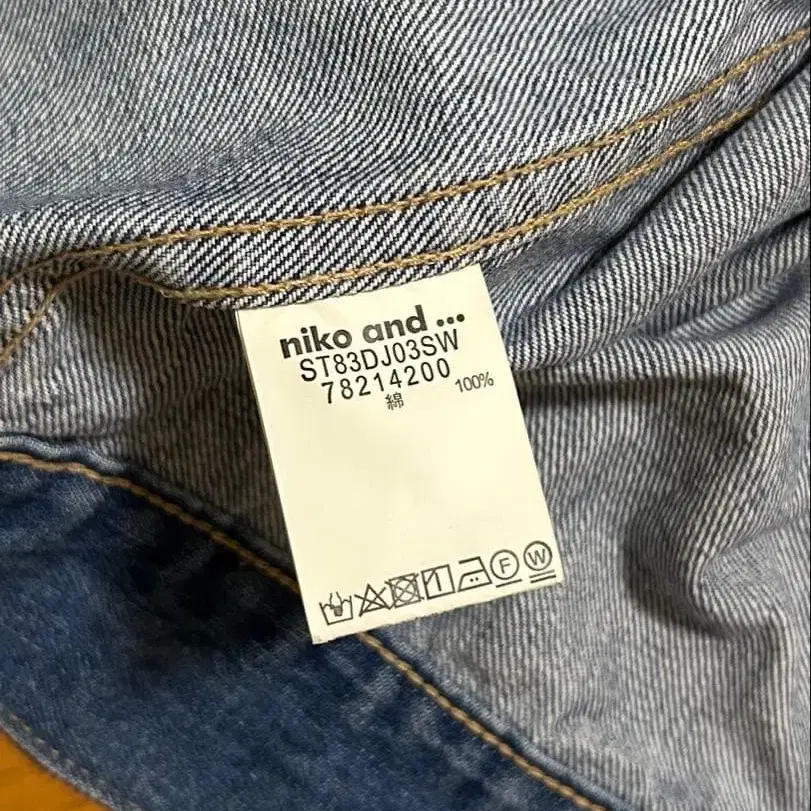 niko and ...
ST83DJ03SW
78214200
綿 100%
F W